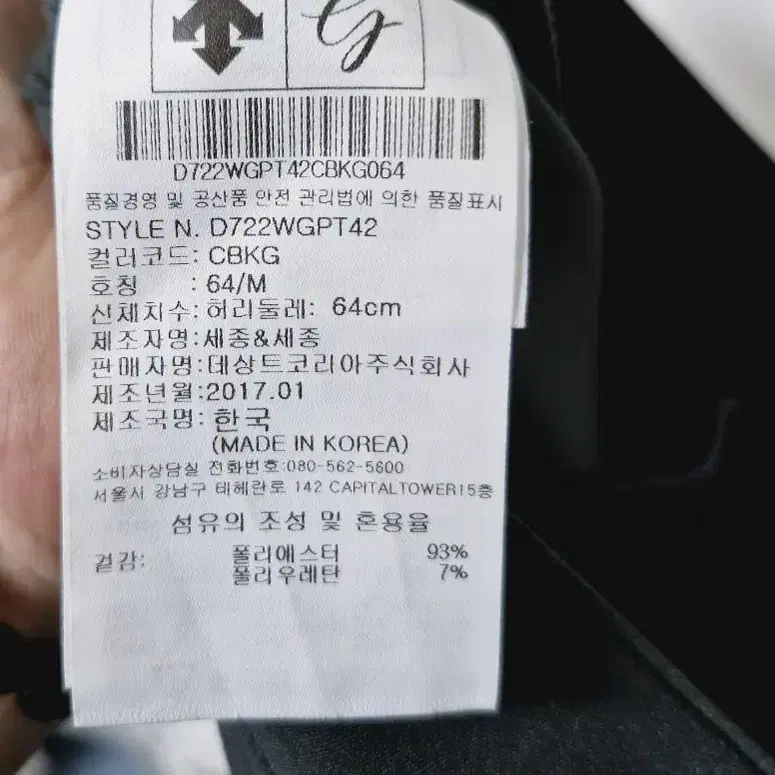 D722WGPT42CBKG064
품질경영 및 공산품 안전 관리법에 의한 품질표시
STYLE N. D722WGPT42
컬러코드: CBKG
호칭 : 64/M
신체치수: 허리둘레: 64cm
제조자명:세종&세종
판매자명:데상트코리아주식회사
제조년월:2017.01
제조국명: 한국
(MADE IN KOREA)
소비자상담실 전화번호:080-562-5600
서울시 강남구 테헤란로 142 CAPITALTOWER15층
섬유의 조성 및 혼용율
겉감: 폴리에스터 93%
폴리우레탄 7%